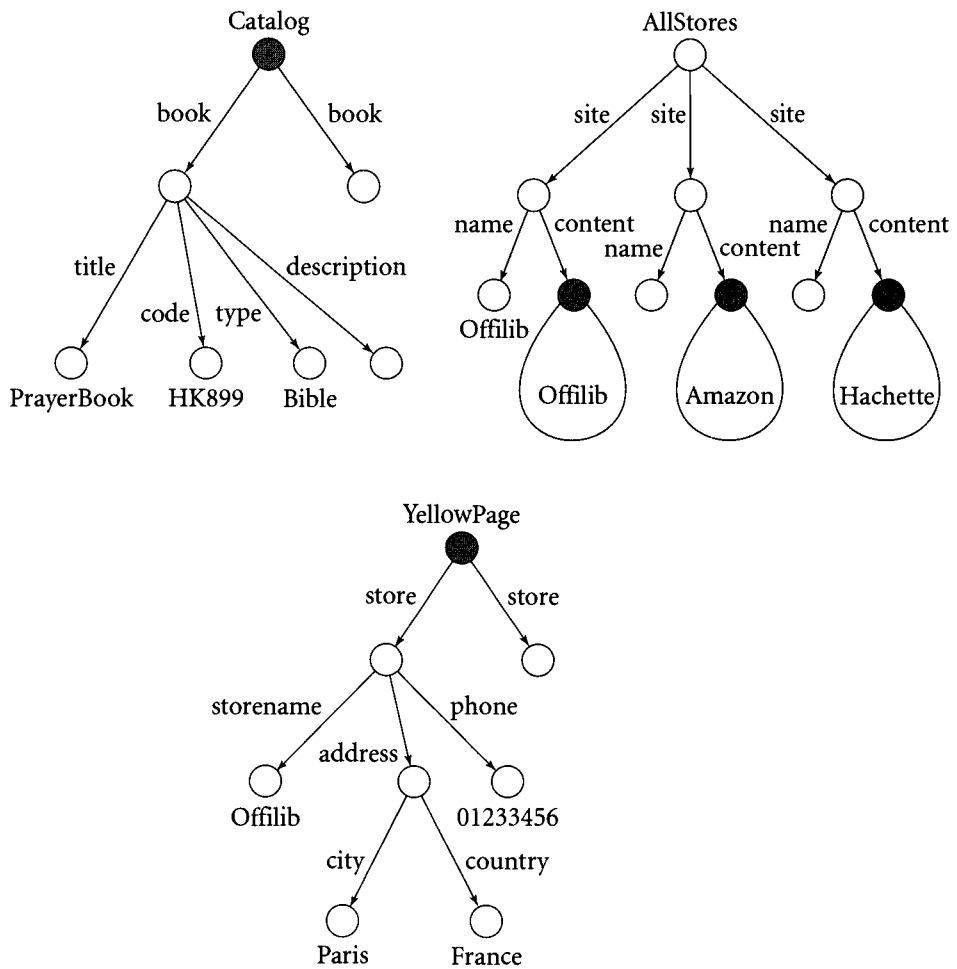 Catalog
book
book
title
code
type
description
PrayerBook
HK899
Bible
AllStores
site
site
site
name
content
name
content
name
content
Offilib
Offilib
Amazon
Hachette
YellowPage
store
store
storename
address
phone
Offilib
01233456
city
country
Paris
France